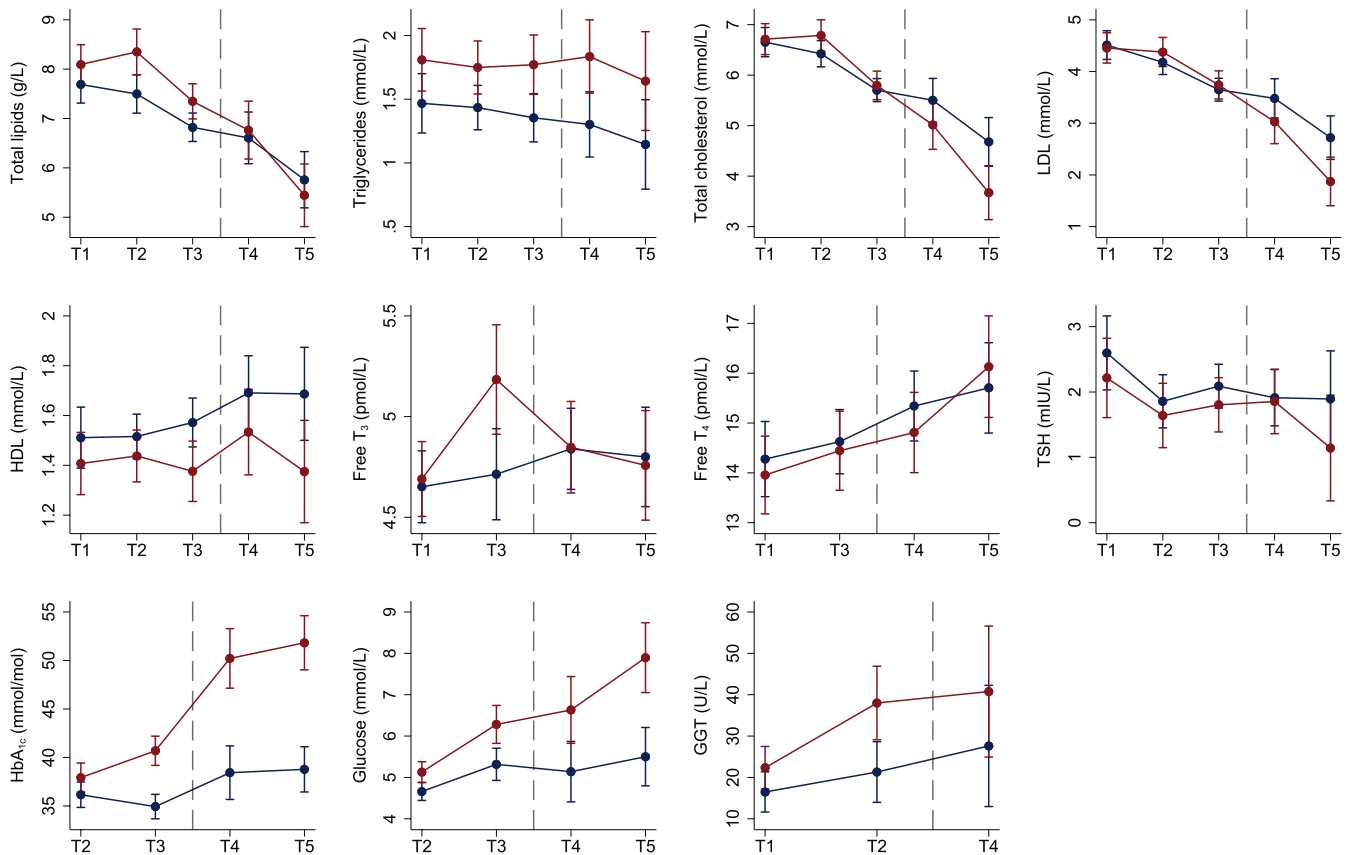 Total lipids (g/L)
9
8
7
6
5
T1 T2 T3 T4 T5
Triglycerides (mmol/L)
2
1.5
1
.5
T1 T2 T3 T4 T5
Total cholesterol (mmol/L)
7
6
5
4
3
T1 T2 T3 T4 T5
LDL (mmol/L)
5
4
3
2
1
T1 T2 T3 T4 T5
HDL (mmol/L)
2
1.8
1.6
1.4
1.2
T1 T2 T3 T4 T5
Free T₃ (pmol/L)
5.5
5
4.5
T1 T3 T4 T5
Free T₄ (pmol/L)
17
16
15
14
13
T1 T3 T4 T5
TSH (mIU/L)
3
2
1
0
T1 T2 T3 T4 T5
HbA₁c (mmol/mol)
55
50
45
40
35
T2 T3 T4 T5
Glucose (mmol/L)
9
8
7
6
5
4
T2 T3 T4 T5
GGT (U/L)
60
50
40
30
20
10
T1 T2 T4